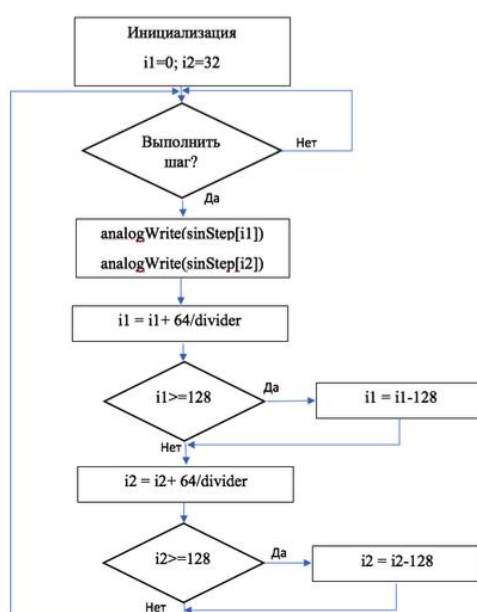 Инициализация
i1=0; i2=32
Выполнить
шаг?
Нет
Да
analogWrite(sinStep[i1])
analogWrite(sinStep[i2])
i1 = i1+ 64/divider
i1>=128
Да
i1 = i1-128
Нет
i2 = i2+ 64/divider
i2>=128
Да
i2 = i2-128
Нет